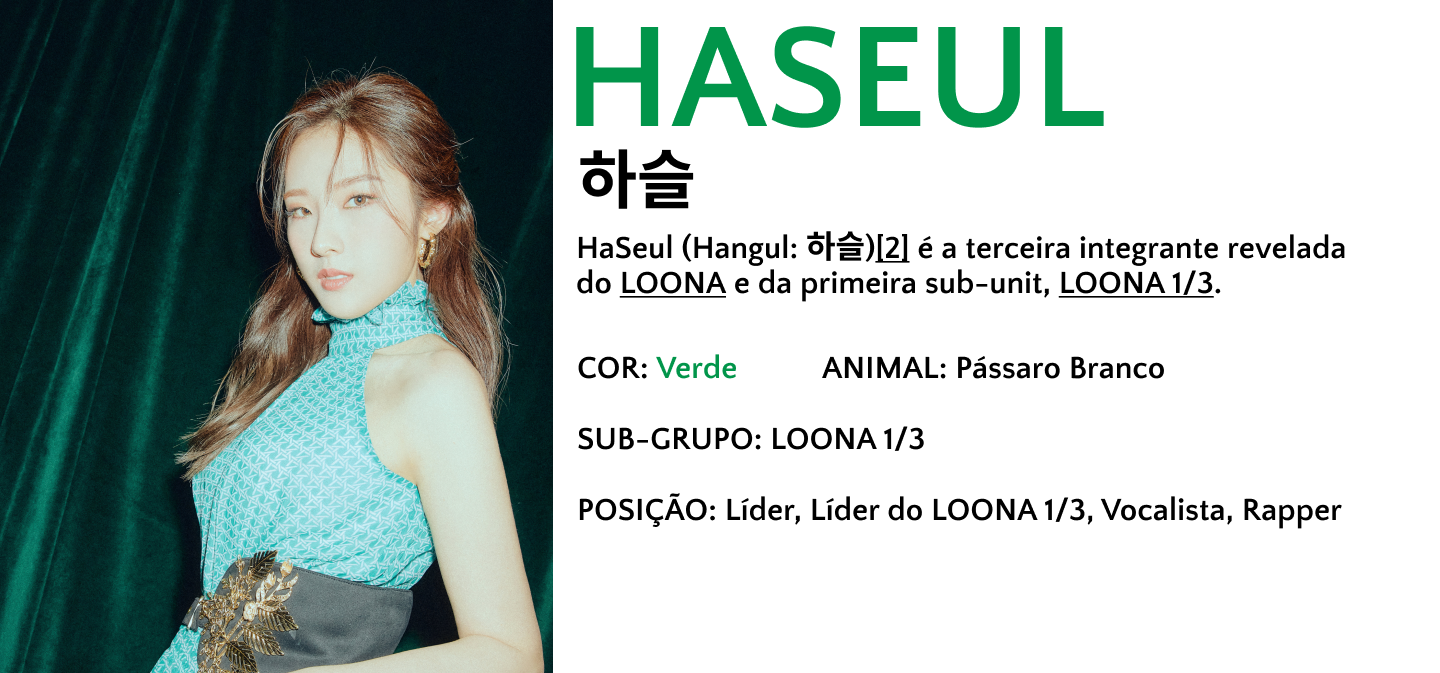 HASEUL
하슬
HaSeul (Hangul: 하슬)[2] é a terceira integrante revelada
do LOONA e da primeira sub-unit, LOONA 1/3.
COR: Verde ANIMAL: Pássaro Branco
SUB-GRUPO: LOONA 1/3
POSIÇÃO: Líder, Líder do LOONA 1/3, Vocalista, Rapper